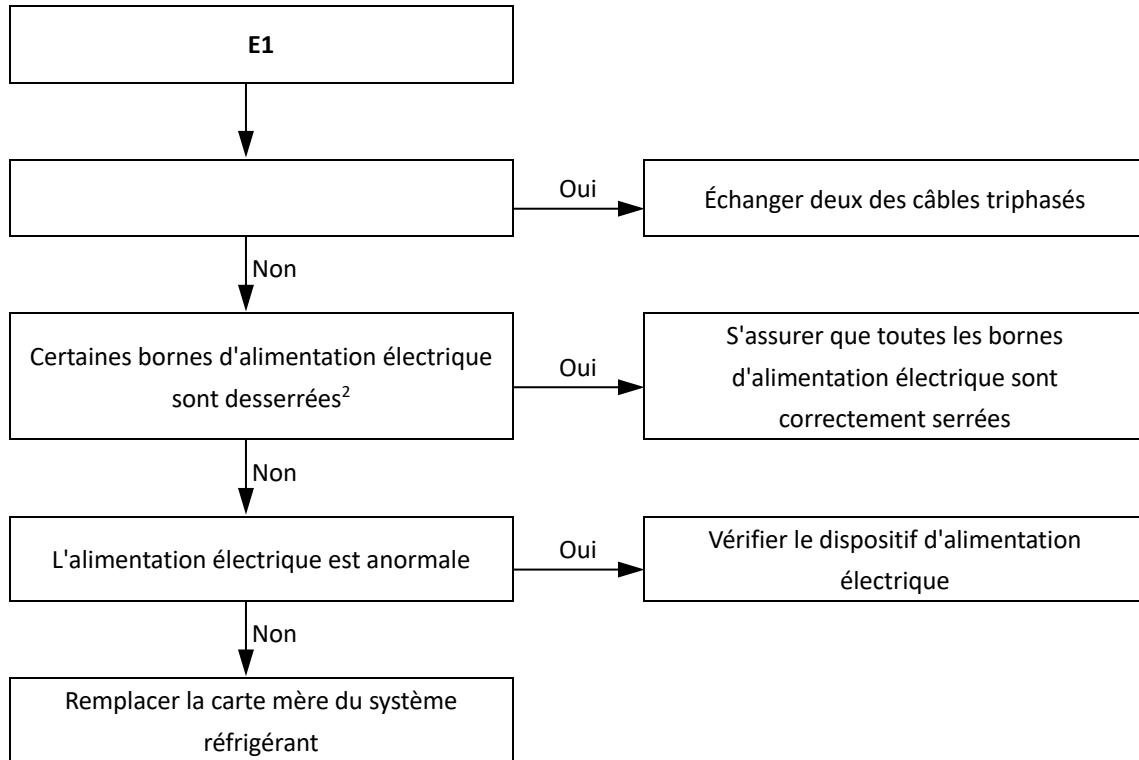 E1
Oui
Échanger deux des câbles triphasés
Non
Certaines bornes d'alimentation électrique
sont desserrées²
Oui
S'assurer que toutes les bornes
d'alimentation électrique sont
correctement serrées
Non
L'alimentation électrique est anormale
Oui
Vérifier le dispositif d'alimentation
électrique
Non
Remplacer la carte mère du système
réfrigérant